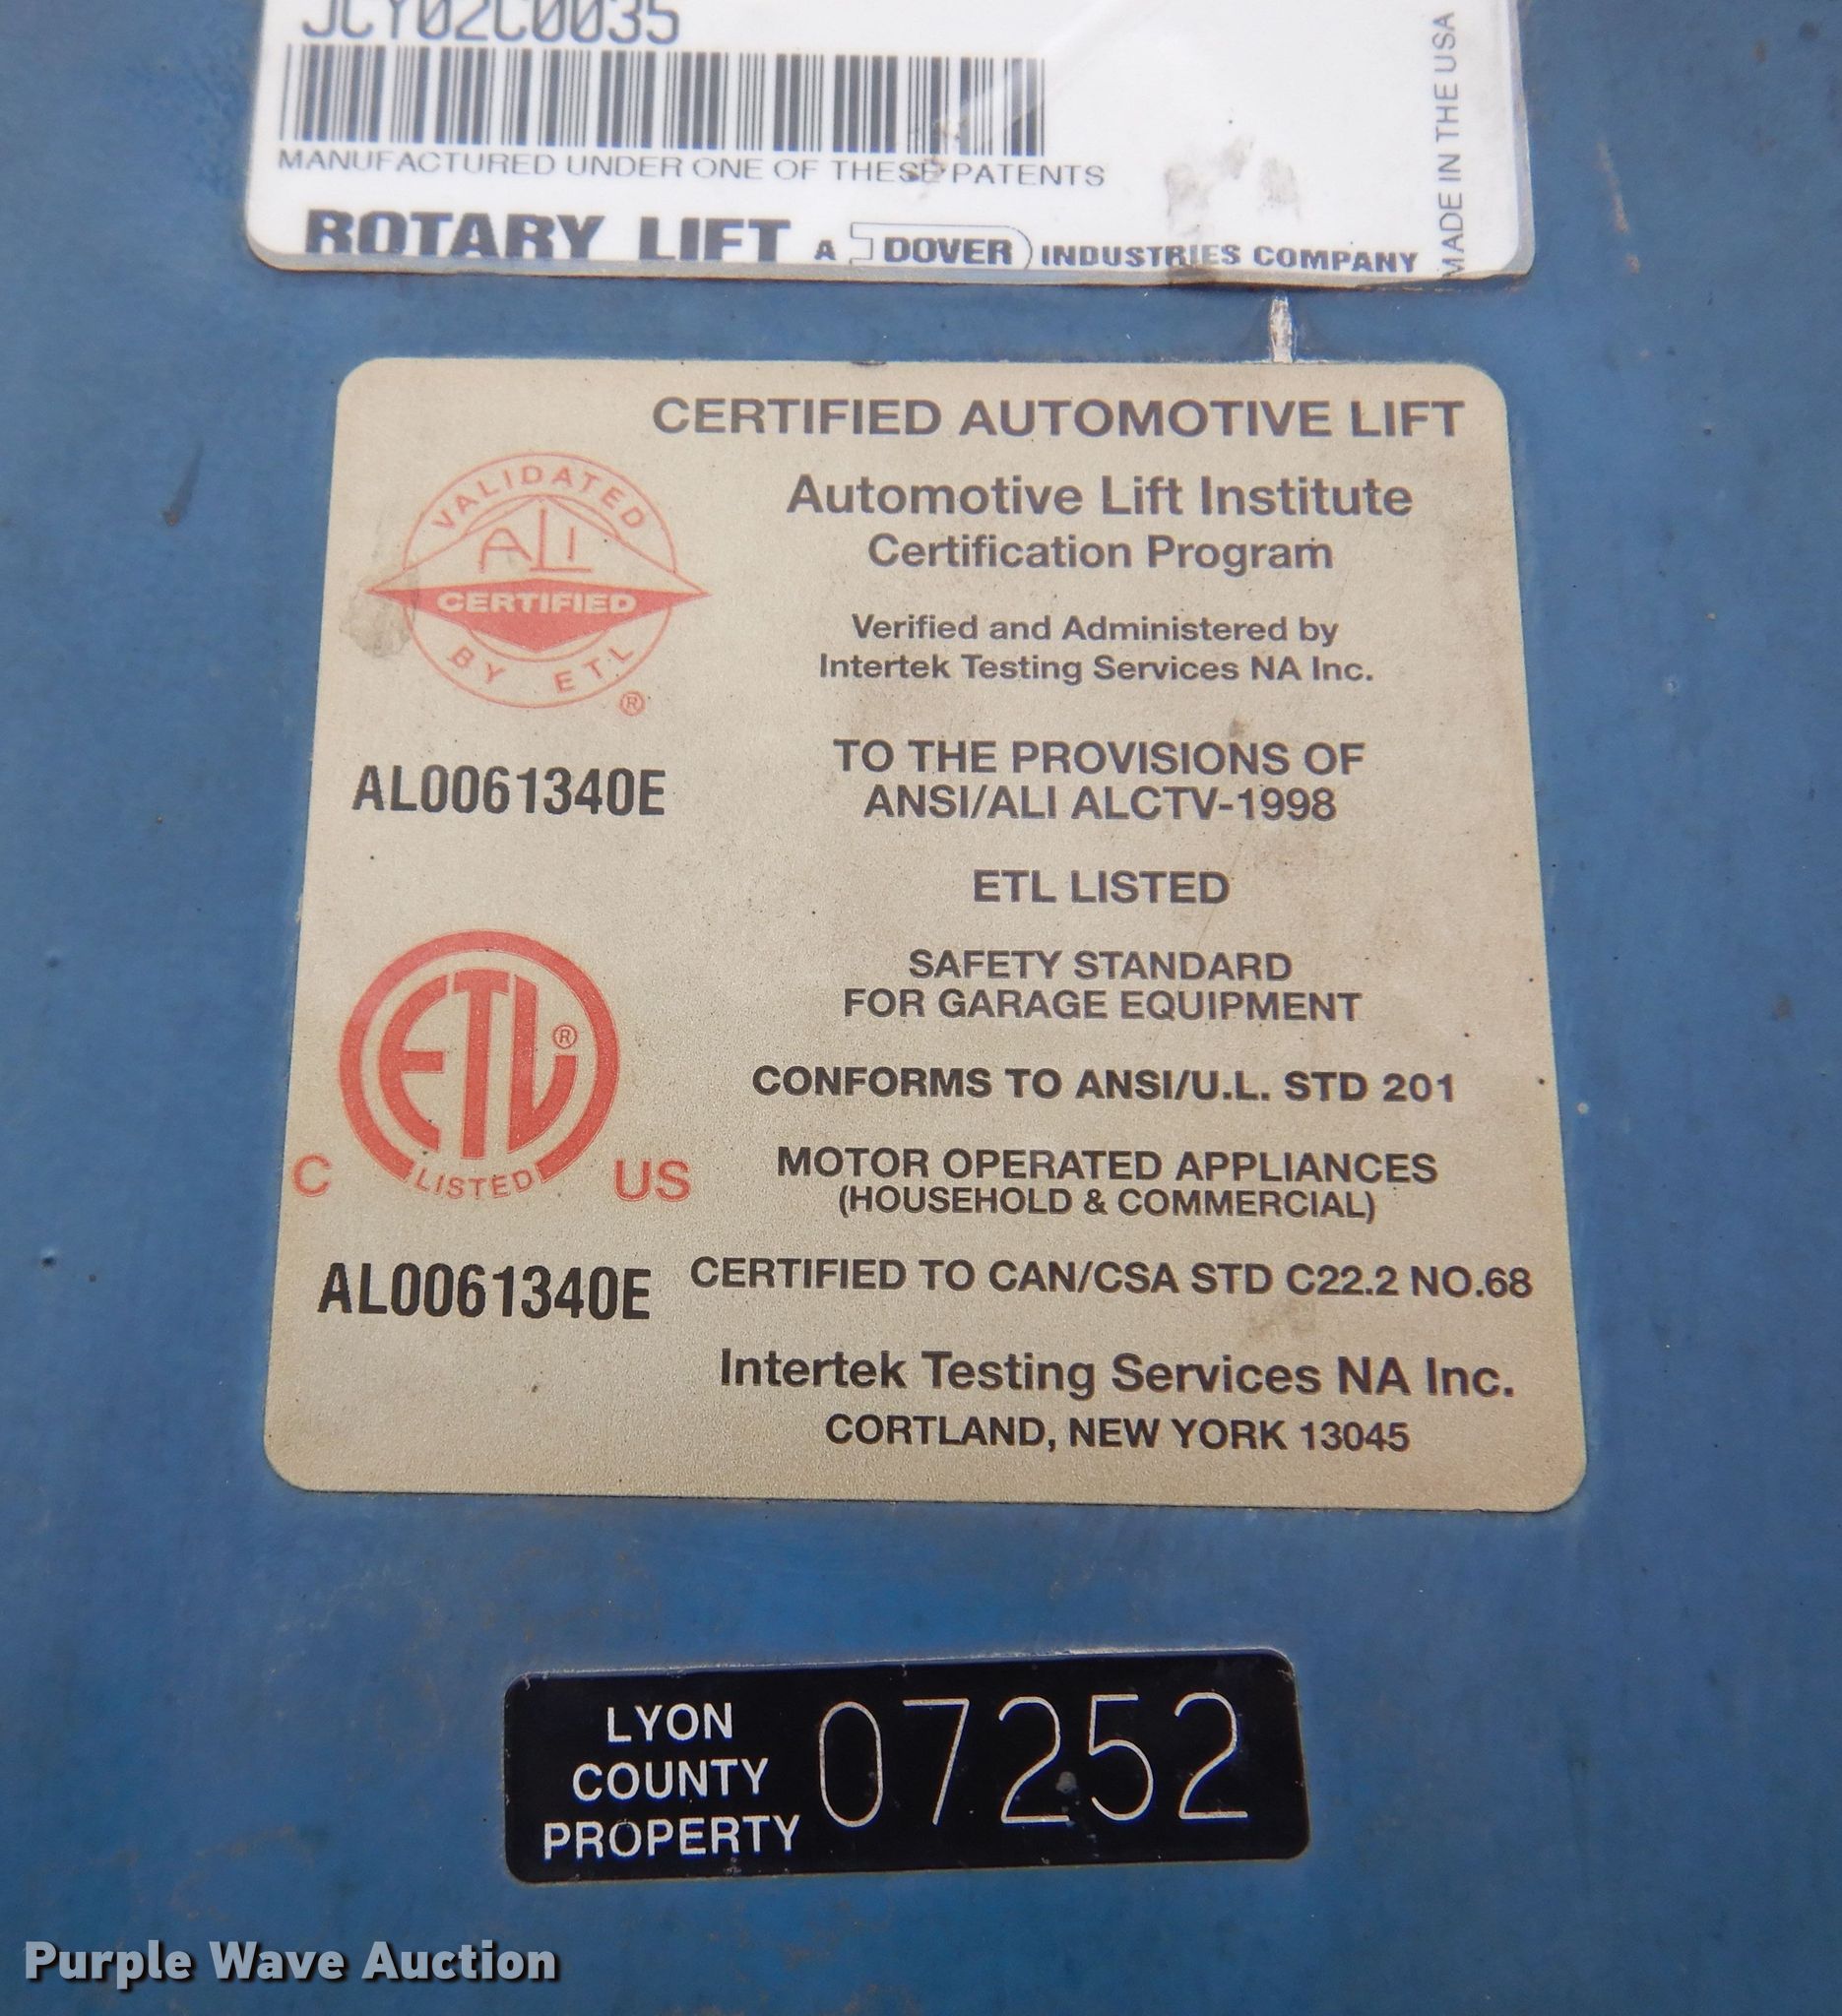 JCY02C0035
MANUFACTURED UNDER ONE OF THESE PATENTS
ROTARY LIFT A DOVER INDUSTRIES COMPANY
MADE IN THE USA
CERTIFIED AUTOMOTIVE LIFT
VALIDATED
ALI
CERTIFIED
BY ETL
®
Automotive Lift Institute
Certification Program
Verified and Administered by
Intertek Testing Services NA Inc.
AL0061340E
TO THE PROVISIONS OF
ANSI/ALI ALCTV-1998
ETL LISTED
SAFETY STANDARD
FOR GARAGE EQUIPMENT
ETL ®
LISTED
C US
CONFORMS TO ANSI/U.L. STD 201
MOTOR OPERATED APPLIANCES
(HOUSEHOLD & COMMERCIAL)
AL0061340E
CERTIFIED TO CAN/CSA STD C22.2 NO.68
Intertek Testing Services NA Inc.
CORTLAND, NEW YORK 13045
LYON
COUNTY
PROPERTY
07252
Purple Wave Auction